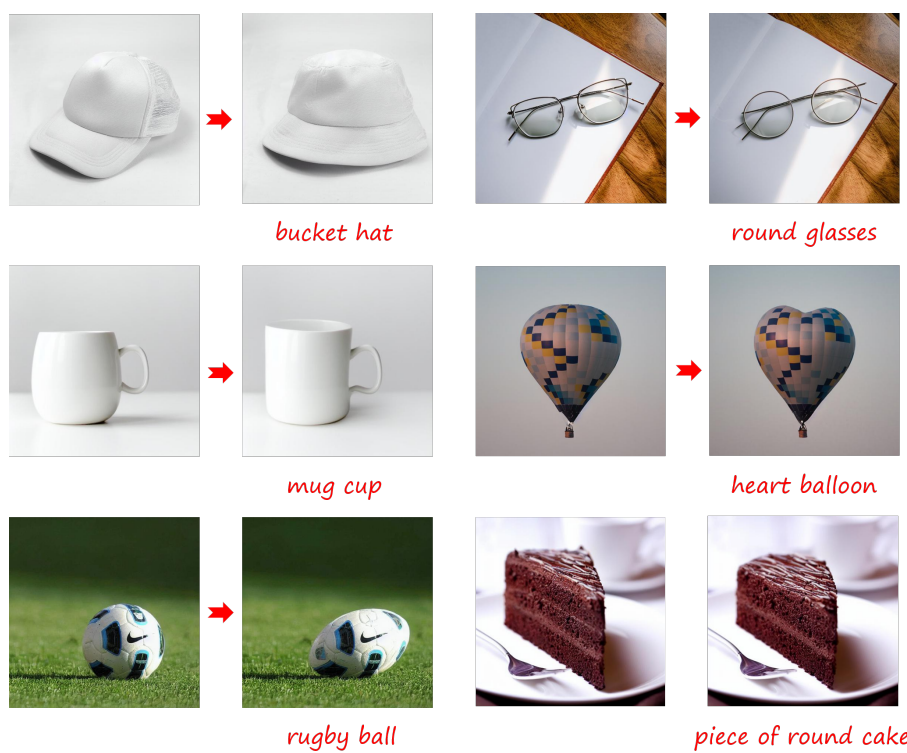 bucket hat
round glasses
mug cup
heart balloon
rugby ball
piece of round cake